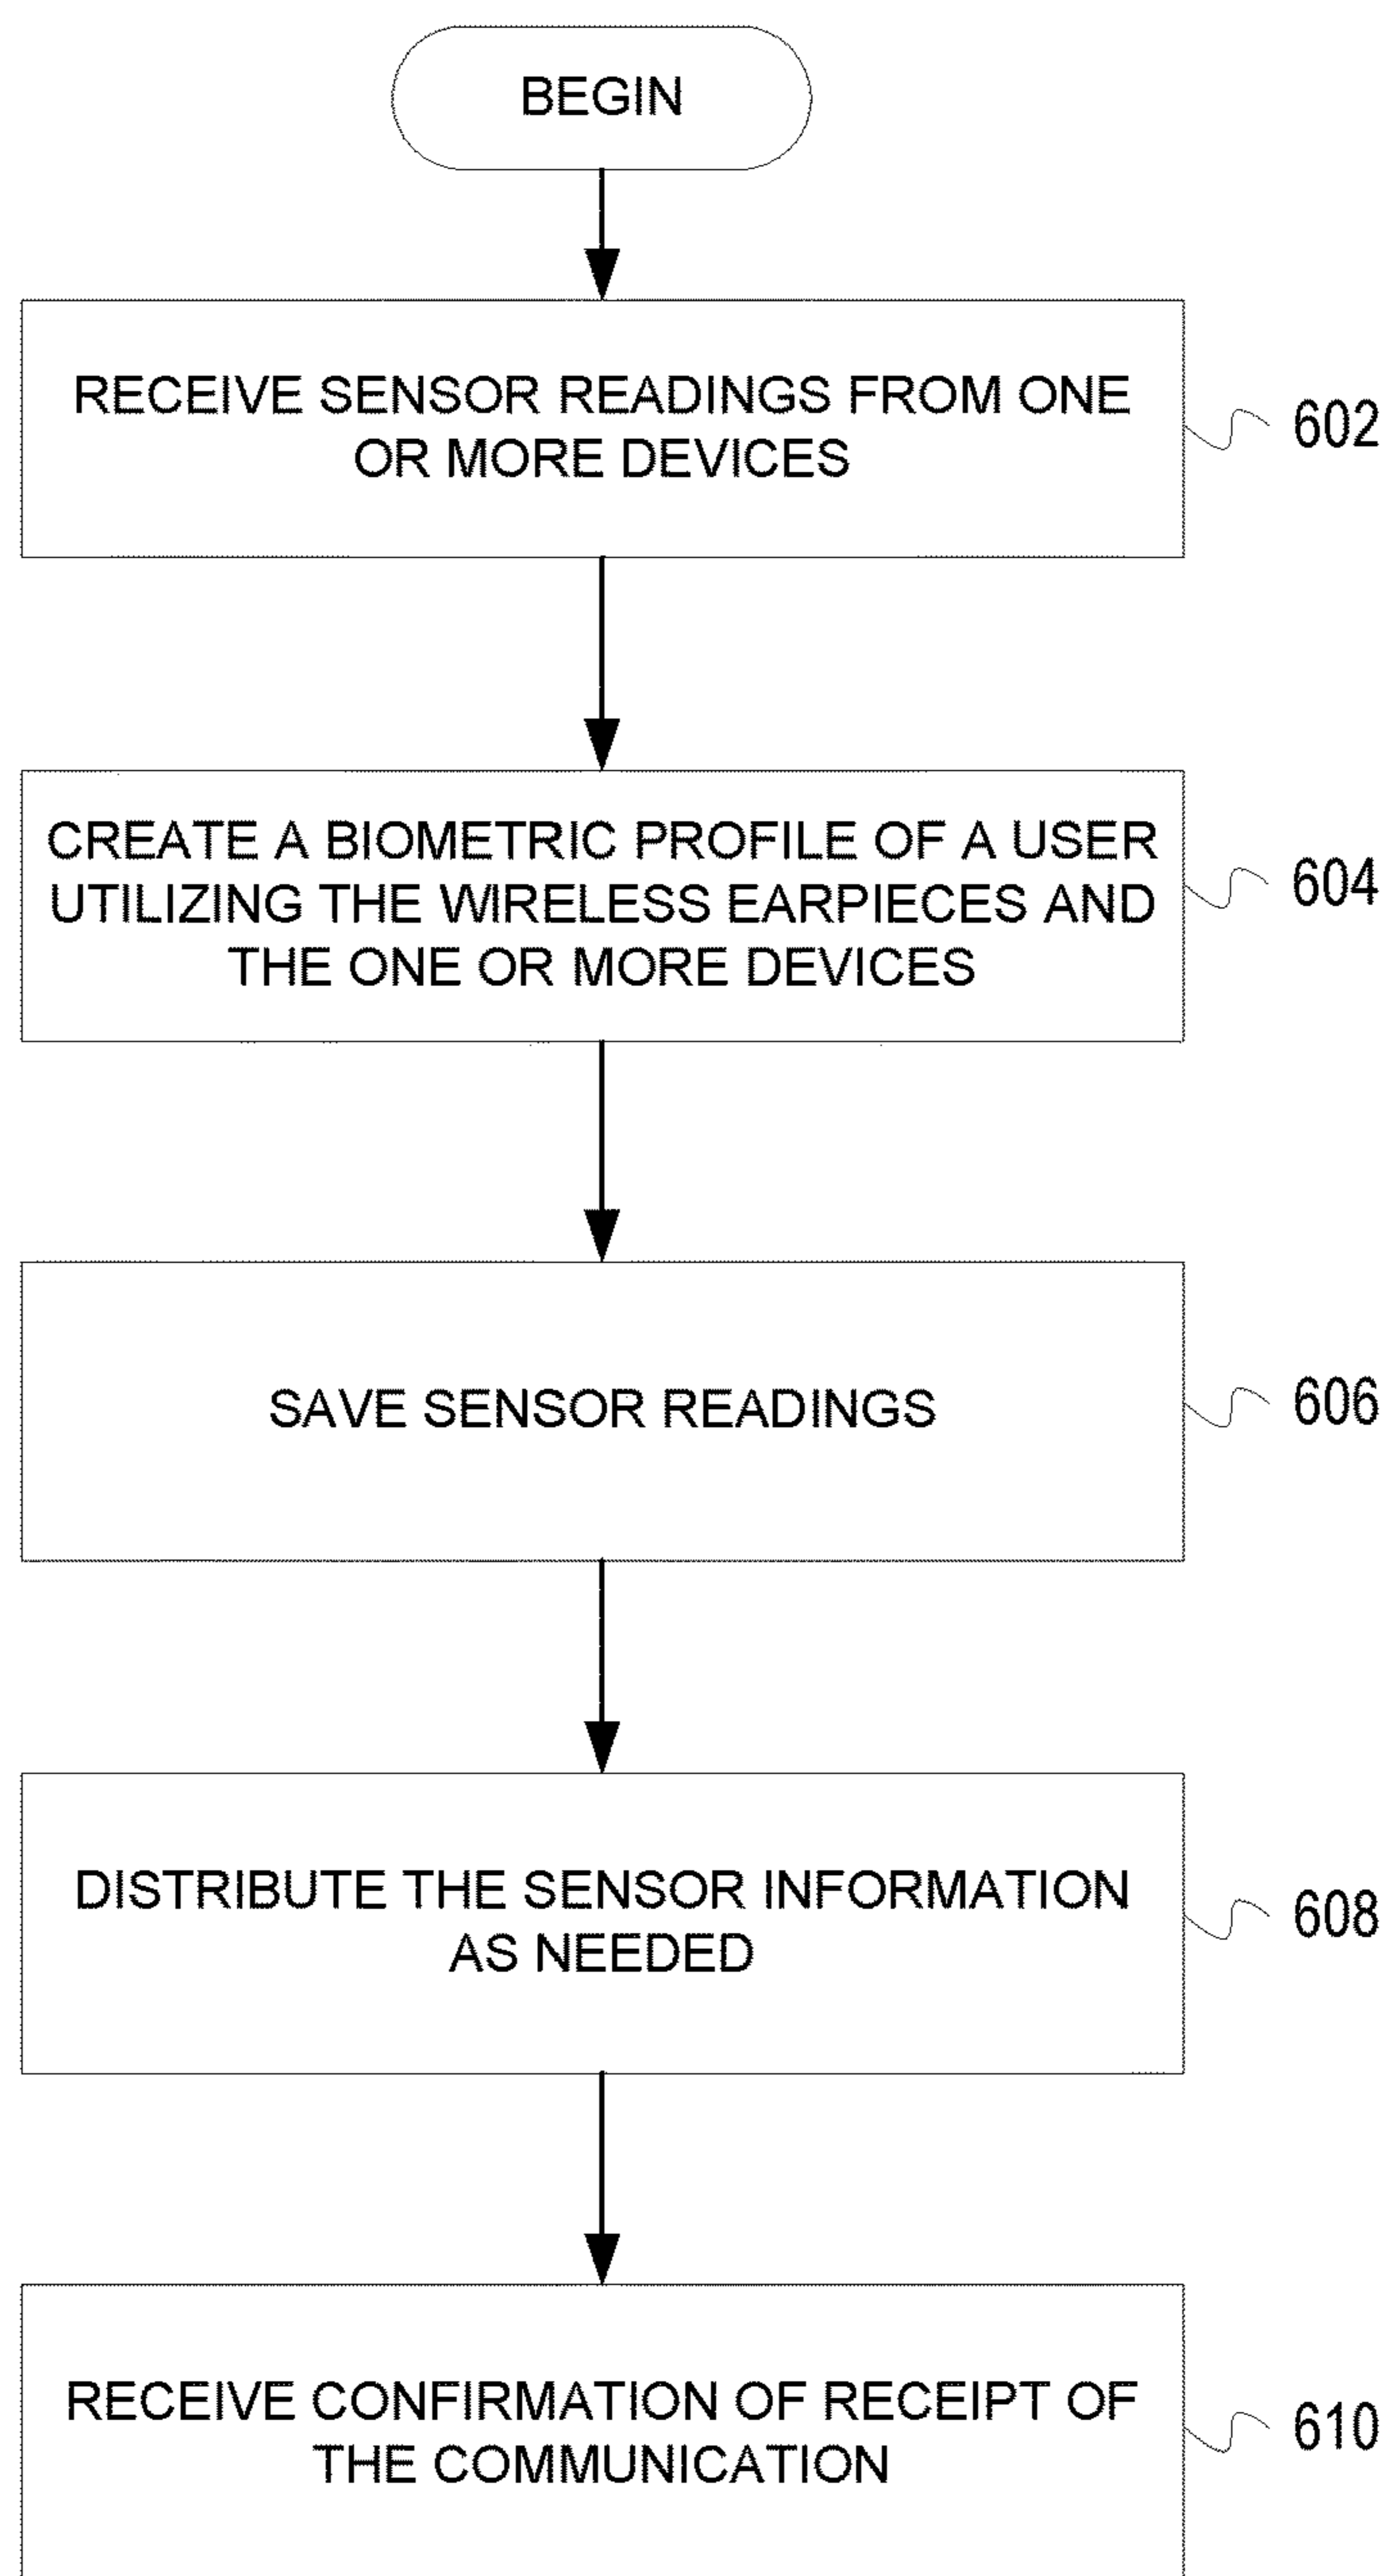 BEGIN
RECEIVE SENSOR READINGS FROM ONE
OR MORE DEVICES
602
CREATE A BIOMETRIC PROFILE OF A USER
UTILIZING THE WIRELESS EARPIECES AND
THE ONE OR MORE DEVICES
604
SAVE SENSOR READINGS
606
DISTRIBUTE THE SENSOR INFORMATION
AS NEEDED
608
RECEIVE CONFIRMATION OF RECEIPT OF
THE COMMUNICATION
610